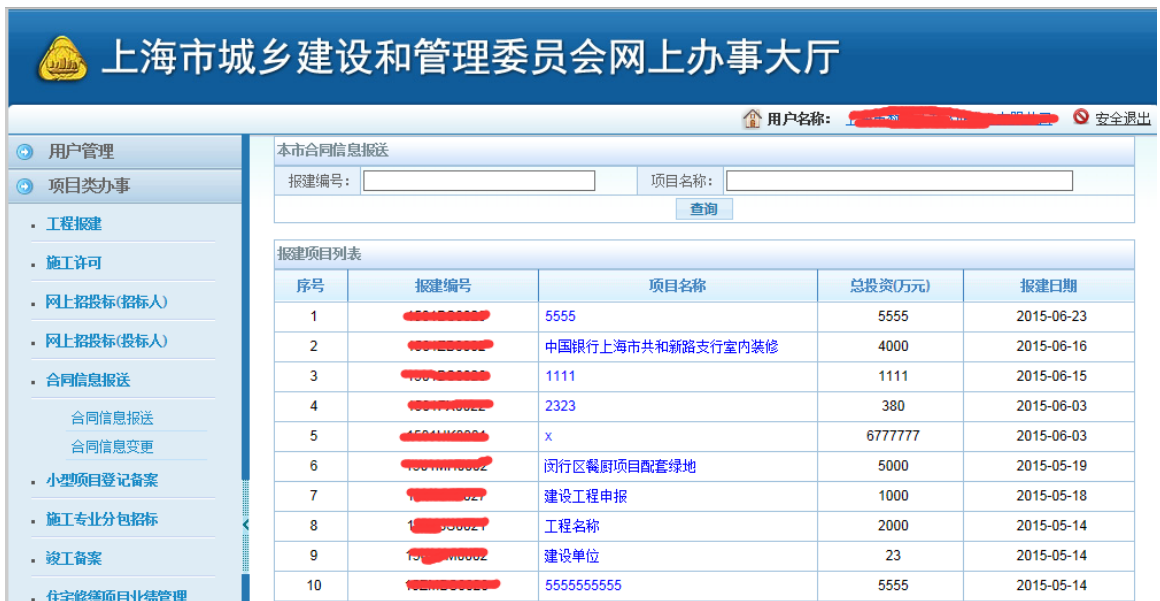 上海市城乡建设和管理委员会网上办事大厅
用户名称： 安全退出
用户管理
项目类办事
工程报建
施工许可
网上招投标(招标人)
网上招投标(投标人)
合同信息报送
合同信息报送
合同信息变更
小型项目登记备案
施工专业分包招标
竣工备案
住宅修缮项目业绩管理
本市合同信息报送
报建编号： 项目名称：
查询
报建项目列表
序号 报建编号 项目名称 总投资(万元) 报建日期
1 5555 5555 2015-06-23
2 中国银行上海市共和新路支行室内装修 4000 2015-06-16
3 1111 1111 2015-06-15
4 2323 380 2015-06-03
5 x 6777777 2015-06-03
6 闵行区餐厨项目配套绿地 5000 2015-05-19
7 建设工程申报 1000 2015-05-18
8 工程名称 2000 2015-05-14
9 建设单位 23 2015-05-14
10 5555555555 5555 2015-05-14